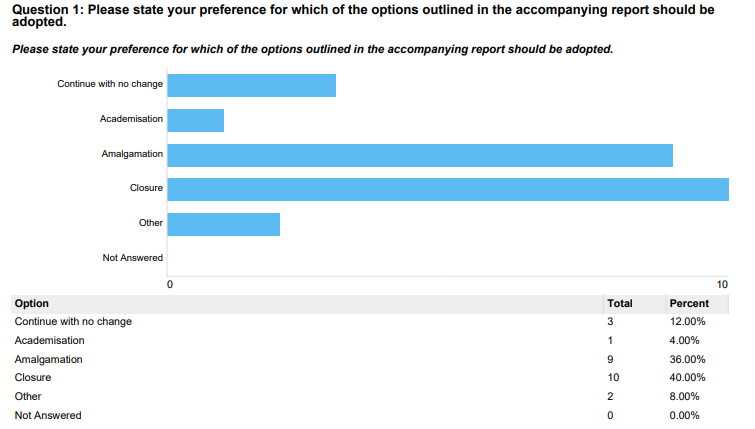 Question 1: Please state your preference for which of the options outlined in the accompanying report should be
adopted.
Please state your preference for which of the options outlined in the accompanying report should be adopted.
Continue with no change
Academisation
Amalgamation
Closure
Other
Not Answered
0 10
Option Total Percent
Continue with no change 3 12.00%
Academisation 1 4.00%
Amalgamation 9 36.00%
Closure 10 40.00%
Other 2 8.00%
Not Answered 0 0.00%